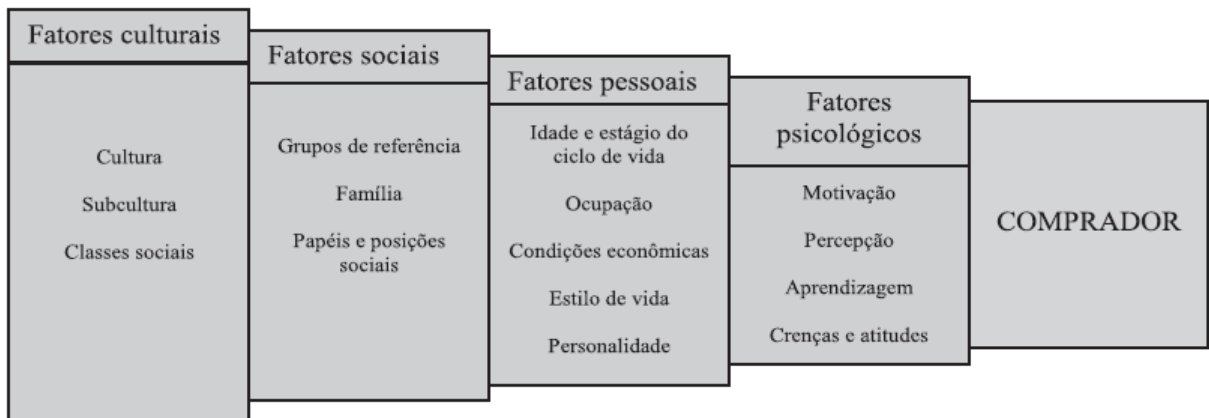 Fatores culturais
Cultura
Subcultura
Classes sociais
Fatores sociais
Grupos de referência
Família
Papéis e posições
sociais
Fatores pessoais
Idade e estágio do
ciclo de vida
Ocupação
Condições econômicas
Estilo de vida
Personalidade
Fatores
psicológicos
Motivação
Percepção
Aprendizagem
Crenças e atitudes
COMPRADOR